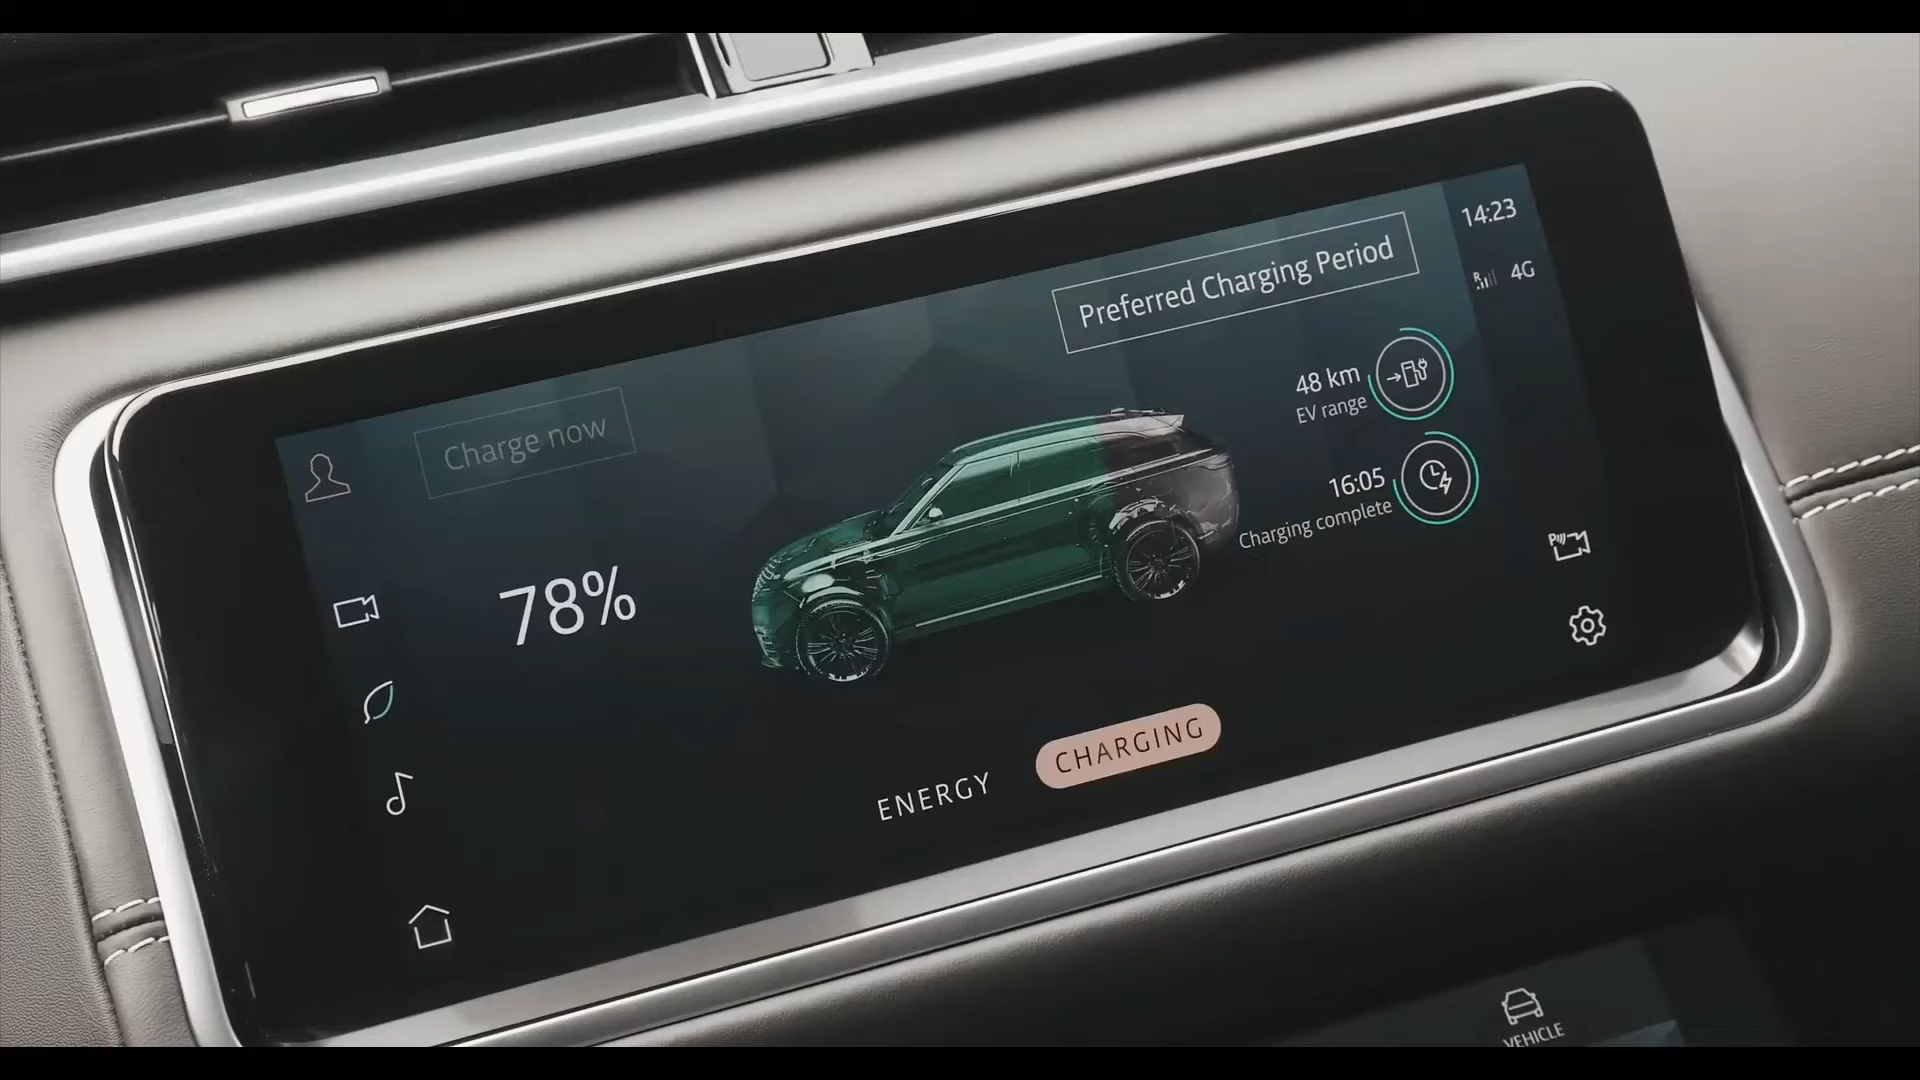 14:23
Preferred Charging Period
4G
48 km
EV range
Charge now
16:05
Charging complete
78%
CHARGING
ENERGY
VEHICLE